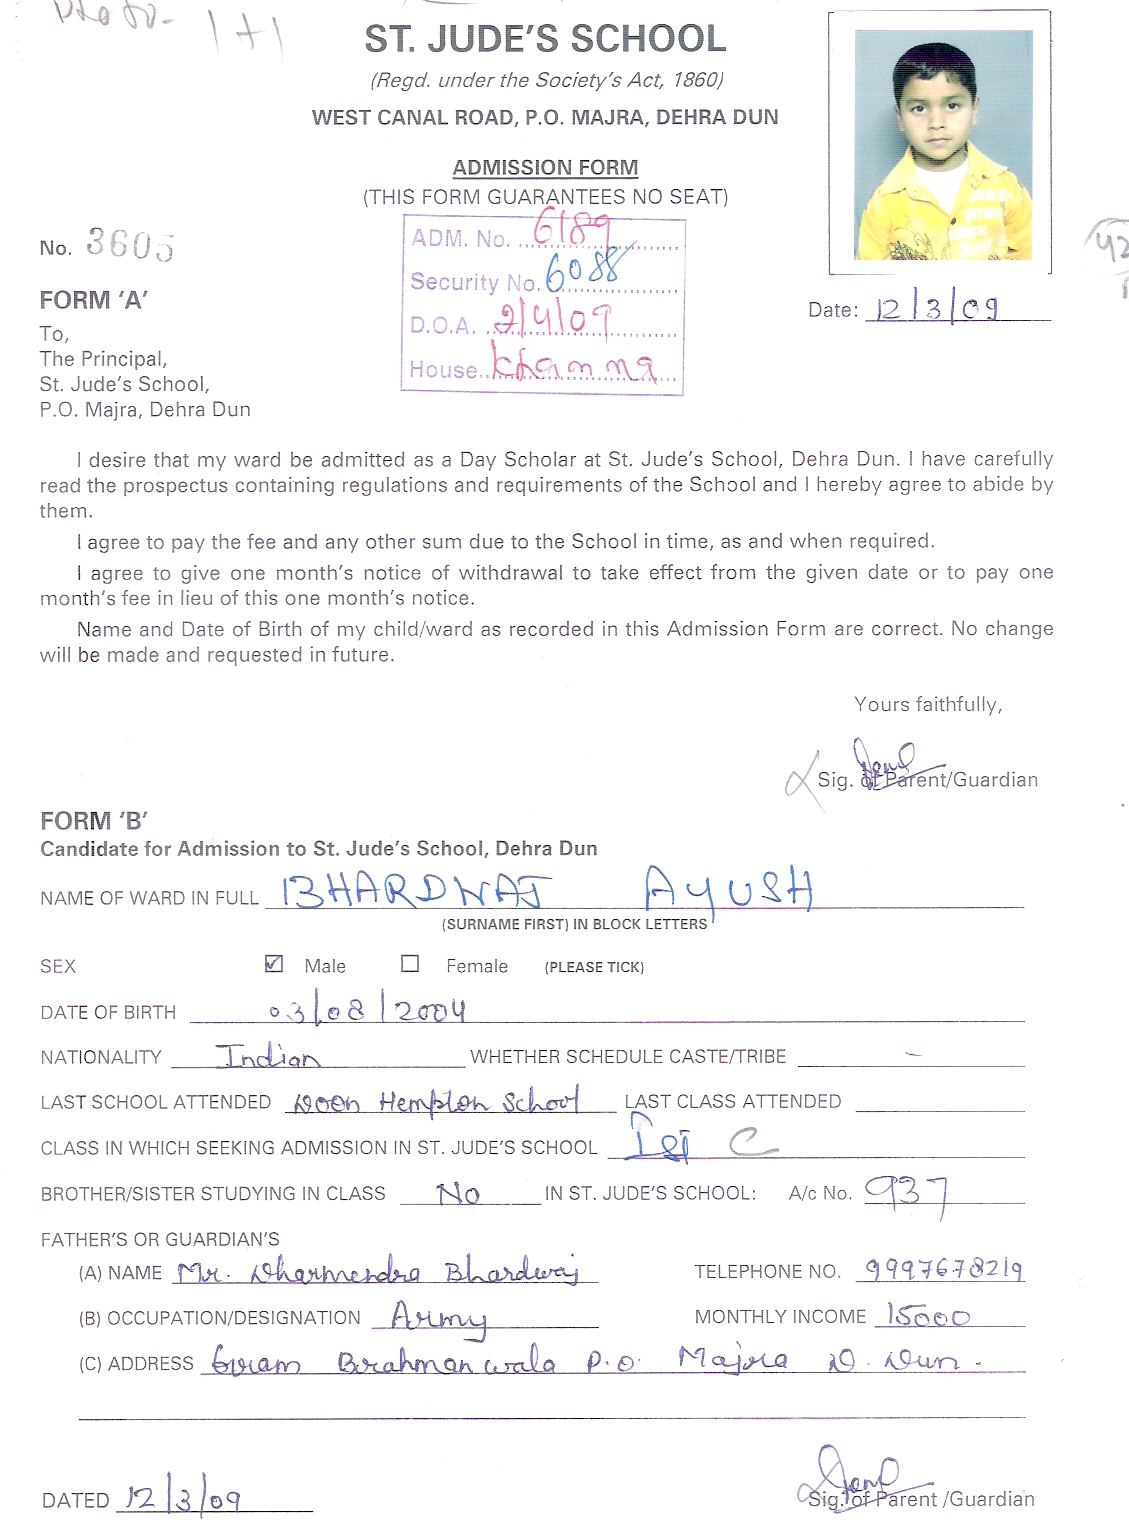 1+1
ST. JUDE'S SCHOOL
(Regd. under the Society's Act, 1860)
WEST CANAL ROAD, P.O. MAJRA, DEHRA DUN
ADMISSION FORM
(THIS FORM GUARANTEES NO SEAT)
No. 3605
ADM. No. 6189
Security No. 6088
D.O.A. 2/4/09
House Khanna
42
Date: 12/3/09
FORM 'A'
To,
The Principal,
St. Jude's School,
P.O. Majra, Dehra Dun
I desire that my ward be admitted as a Day Scholar at St. Jude's School, Dehra Dun. I have carefully
read the prospectus containing regulations and requirements of the School and I hereby agree to abide by
them.
I agree to pay the fee and any other sum due to the School in time, as and when required.
I agree to give one month's notice of withdrawal to take effect from the given date or to pay one
month's fee in lieu of this one month's notice.
Name and Date of Birth of my child/ward as recorded in this Admission Form are correct. No change
will be made and requested in future.
Yours faithfully,
Sig. of Parent/Guardian
FORM 'B'
Candidate for Admission to St. Jude's School, Dehra Dun
NAME OF WARD IN FULL BHARDWAJ AYUSH
(SURNAME FIRST) IN BLOCK LETTERS
SEX Male Female (PLEASE TICK)
DATE OF BIRTH 03/08/2004
NATIONALITY Indian WHETHER SCHEDULE CASTE/TRIBE -
LAST SCHOOL ATTENDED Doon Hempton School LAST CLASS ATTENDED
CLASS IN WHICH SEEKING ADMISSION IN ST. JUDE'S SCHOOL Ist C
BROTHER/SISTER STUDYING IN CLASS No IN ST. JUDE'S SCHOOL: A/c No. 937
FATHER'S OR GUARDIAN'S
(A) NAME Mr. Dharmendra Bhardwaj TELEPHONE NO. 9997678219
(B) OCCUPATION/DESIGNATION Army MONTHLY INCOME 15000
(C) ADDRESS Gram Brahmanwala P.O. Majra D. Dun.
DATED 12/3/09
Sig. of Parent /Guardian